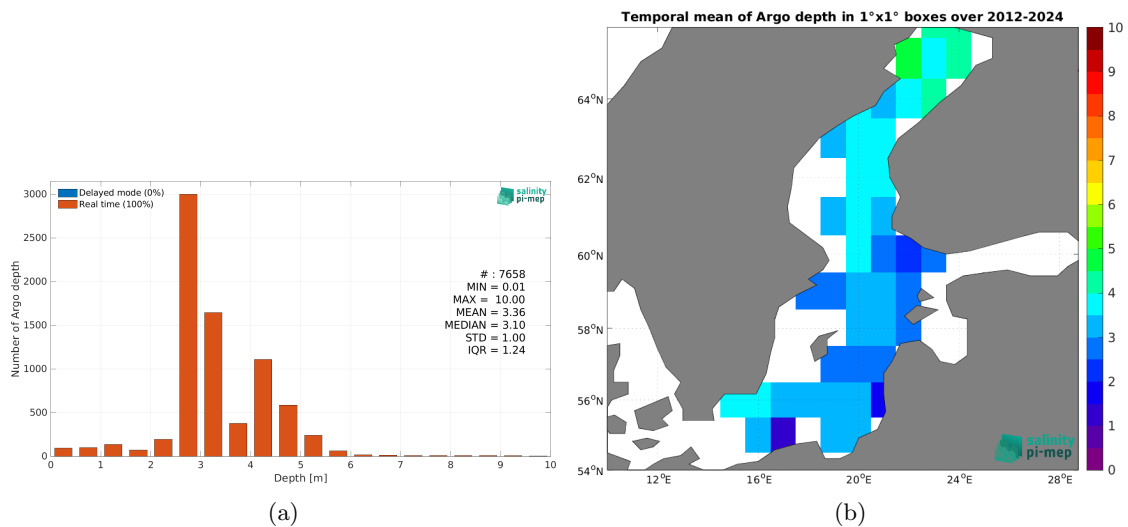 Temporal mean of Argo depth in 1°x1° boxes over 2012-2024
Delayed mode (0%)
Real time (100%)
salinity
pi-mep
# : 7658
MIN = 0.01
MAX = 10.00
MEAN = 3.36
MEDIAN = 3.10
STD = 1.00
IQR = 1.24
Number of Argo depth
3000
2500
2000
1500
1000
500
0
0 1 2 3 4 5 6 7 8 9 10
Depth [m]
(a)
64°N
62°N
60°N
58°N
56°N
54°N
12°E 16°E 20°E 24°E 28°E
salinity
pi-mep
10
9
8
7
6
5
4
3
2
1
0
(b)